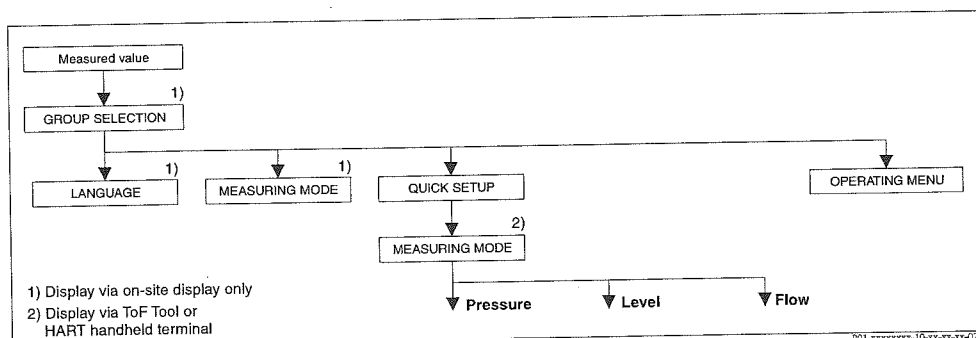 Measured value
1)
GROUP SELECTION
1) 1)
LANGUAGE MEASURING MODE QUICK SETUP OPERATING MENU
2)
MEASURING MODE
1) Display via on-site display only
2) Display via ToF Tool or
HART handheld terminal
Pressure Level Flow